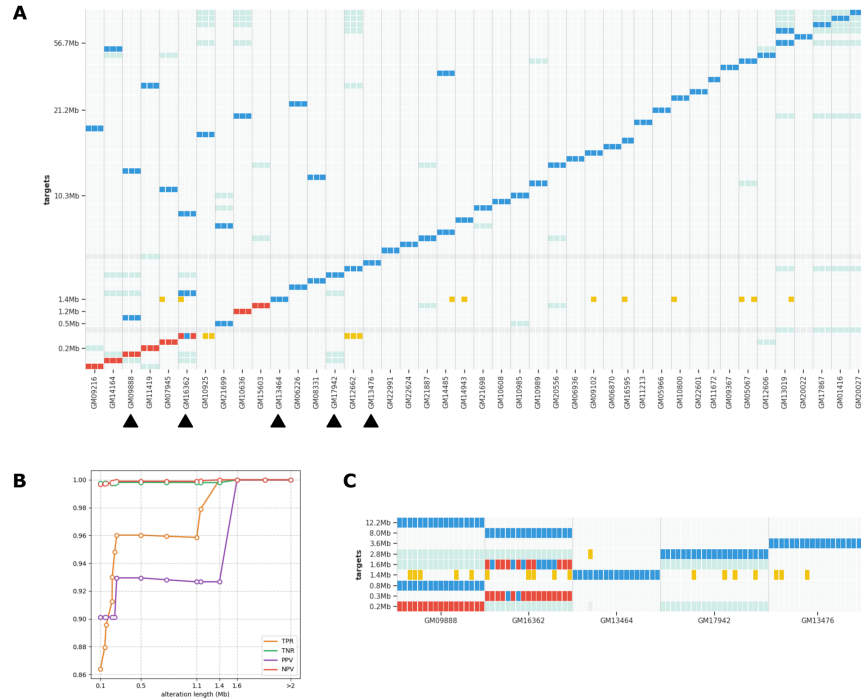 A
targets
56.7Mb
21.2Mb
10.3Mb
1.4Mb
1.2Mb
0.5Mb
0.2Mb
GM09216
GM14164
GM09888
GM11419
GM07945
GM16362
GM10925
GM21699
GM10636
GM15603
GM13464
GM06226
GM08331
GM17942
GM12662
GM13476
GM22991
GM22624
GM21887
GM14485
GM14943
GM21698
GM10608
GM10985
GM10989
GM20556
GM06936
GM09102
GM06870
GM16595
GM11213
GM05966
GM10800
GM22601
GM11672
GM09367
GM05067
GM12606
GM13019
GM20022
GM17867
GM01416
GM20027
B
1.00
0.98
0.96
0.94
0.92
0.90
0.88
0.86
0.1
0.5
1.1
1.4
1.6
>2
alteration length (Mb)
TPR
TNR
PPV
NPV
C
targets
12.2Mb
8.0Mb
3.6Mb
2.8Mb
1.6Mb
1.4Mb
0.8Mb
0.3Mb
0.2Mb
GM09888
GM16362
GM13464
GM17942
GM13476